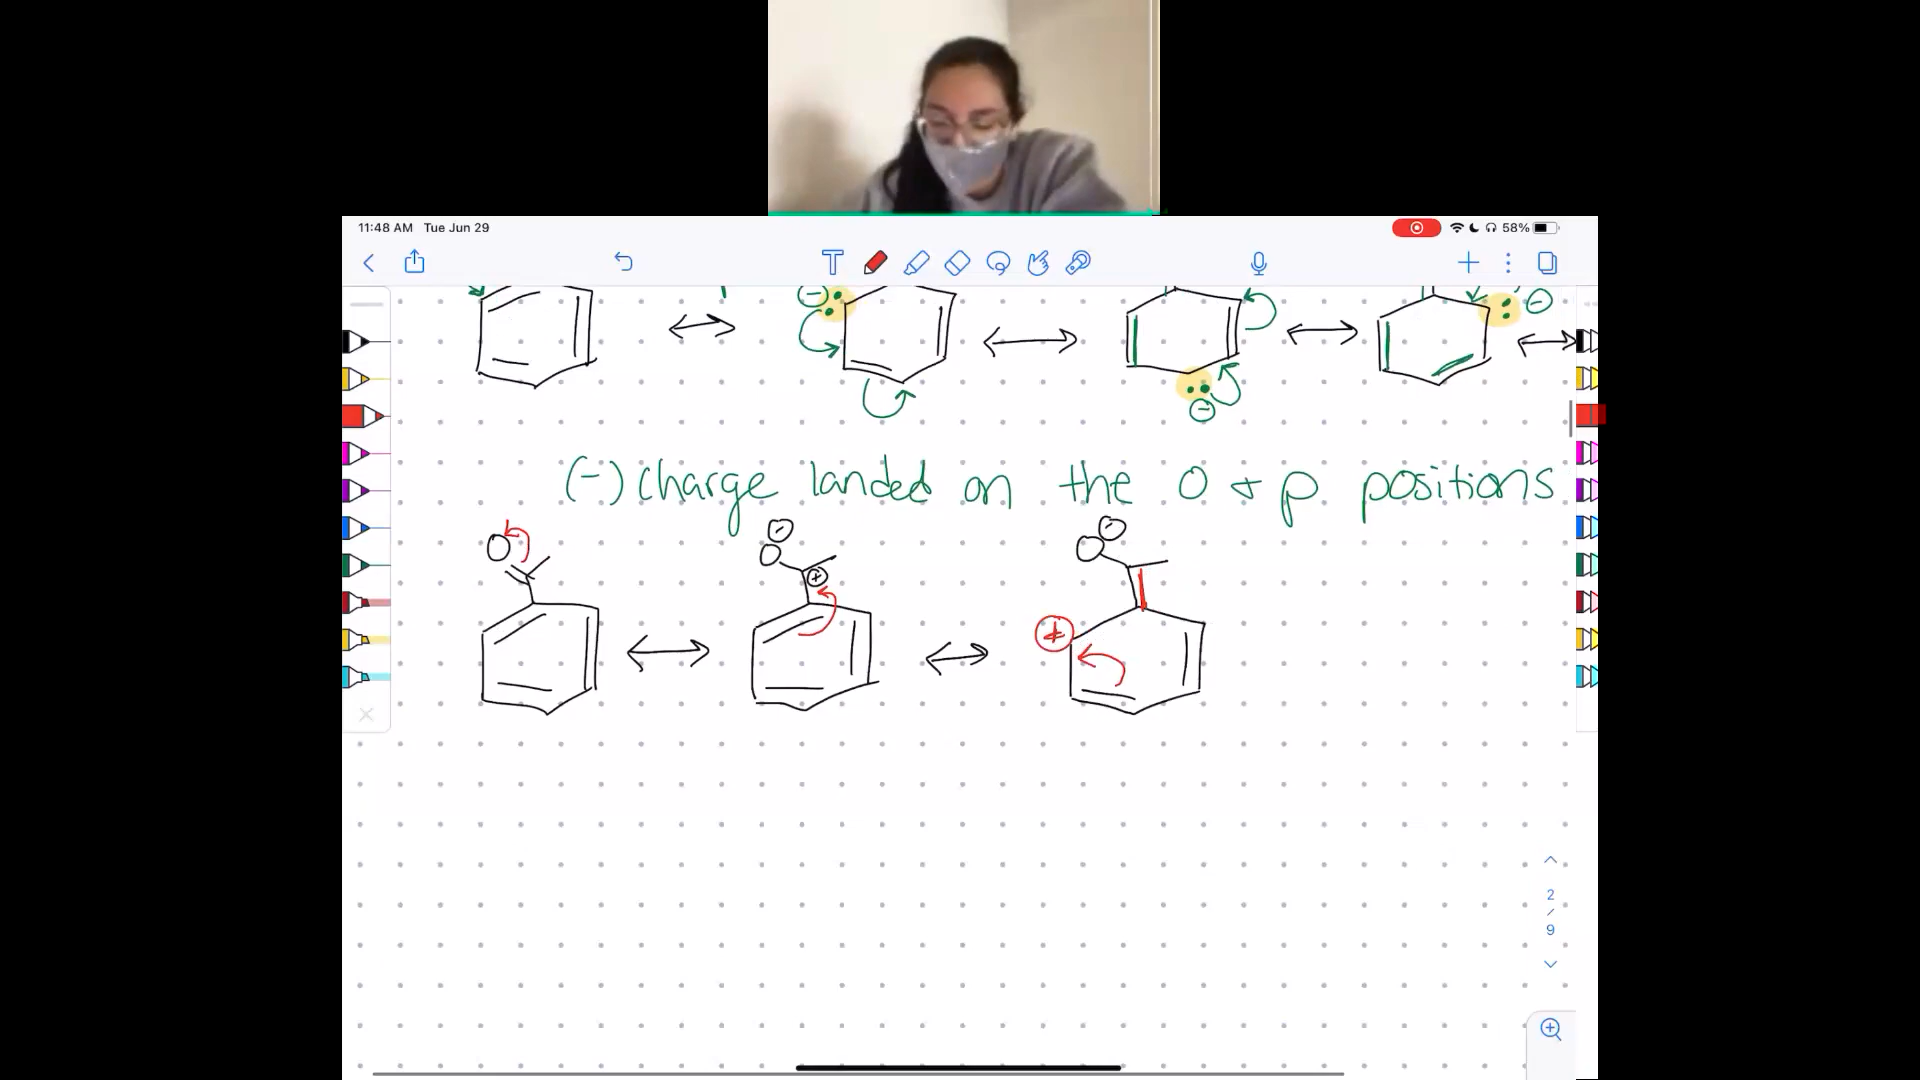 11:48 AM Tue Jun 29
58%
T
(-) charge landed on the o & p positions
O
O
O
2
/
9